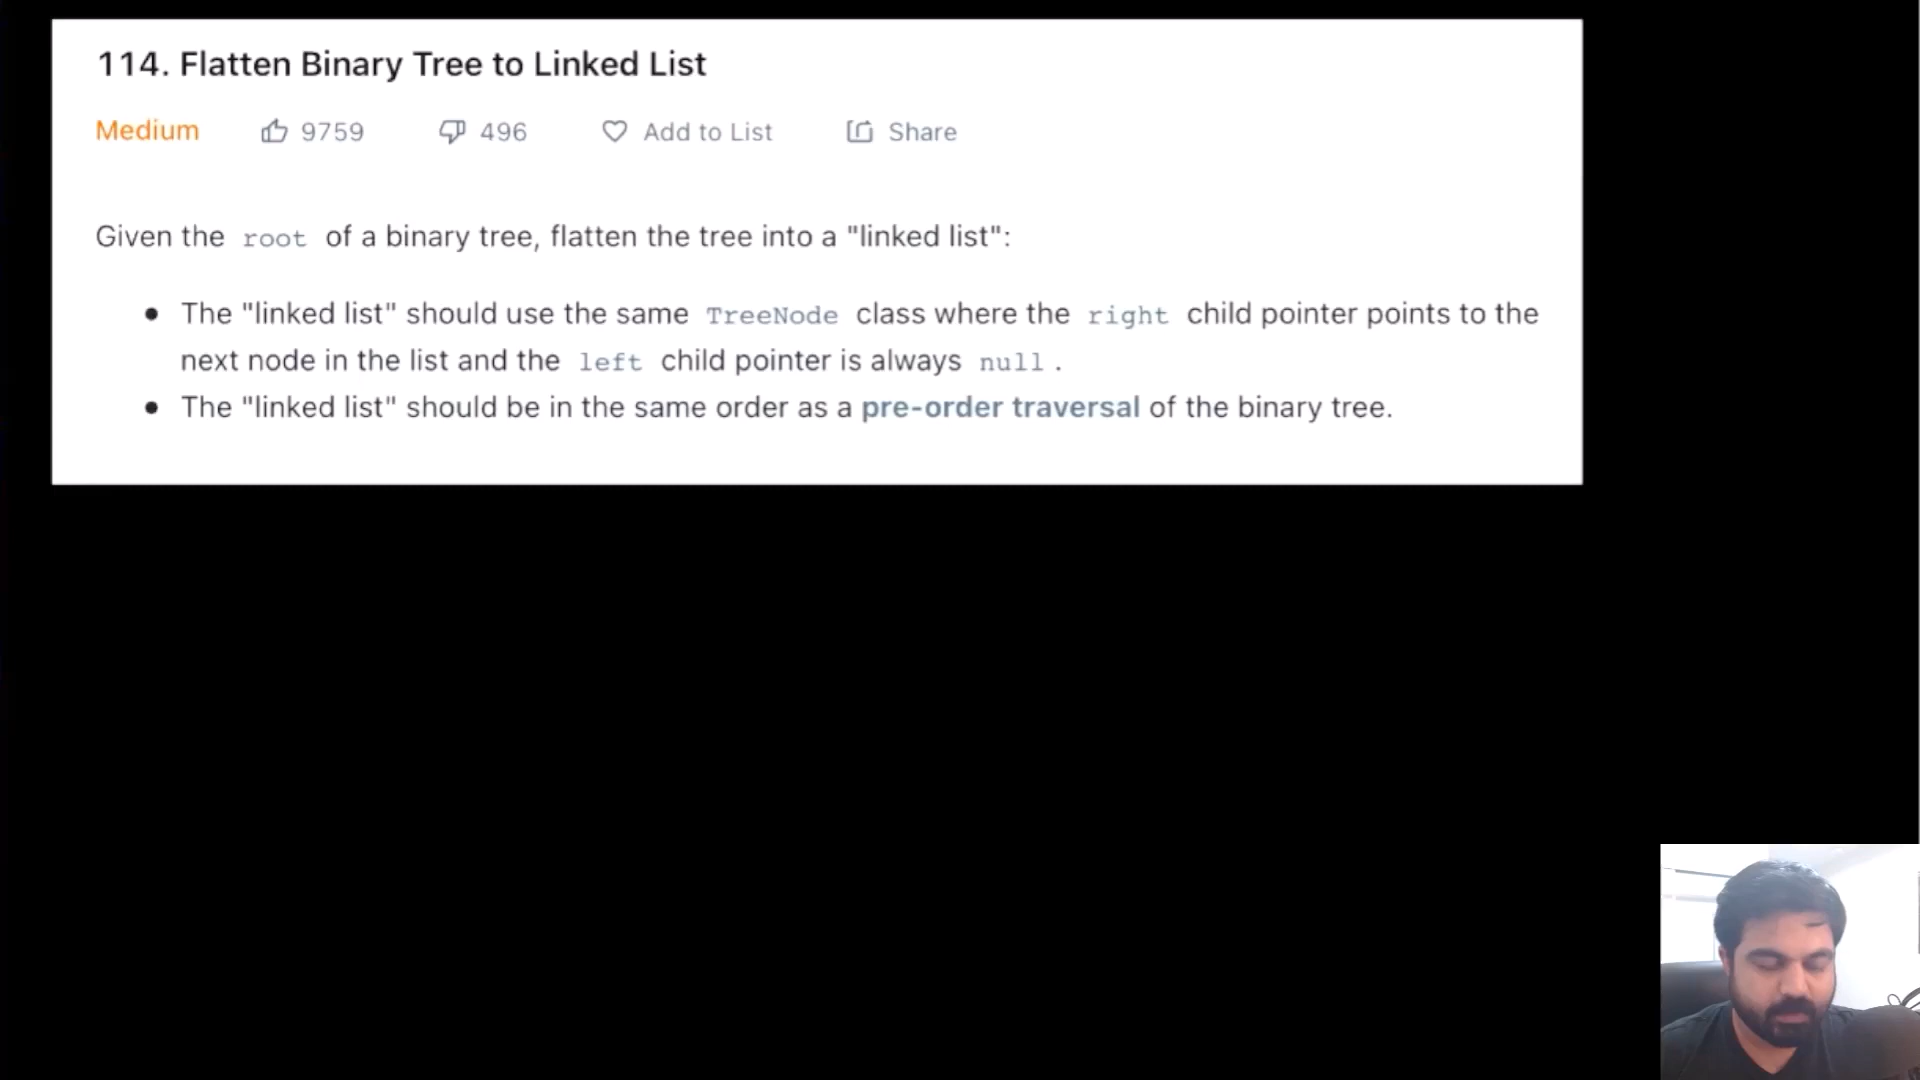 114. Flatten Binary Tree to Linked List
Medium 9759 496 Add to List Share
Given the root of a binary tree, flatten the tree into a "linked list":
• The "linked list" should use the same TreeNode class where the right child pointer points to the
next node in the list and the left child pointer is always null .
• The "linked list" should be in the same order as a pre-order traversal of the binary tree.